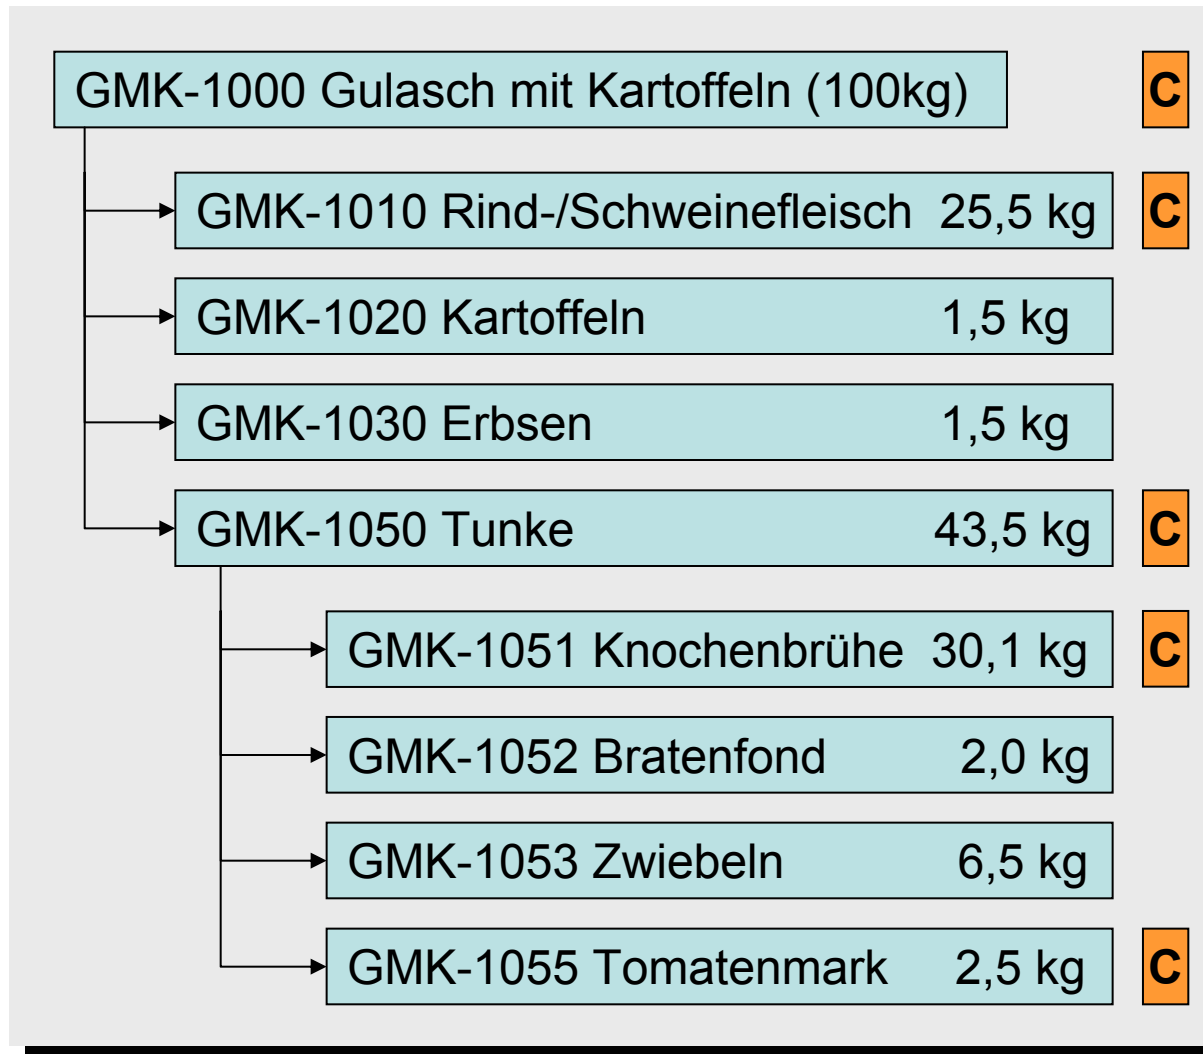 GMK-1000 Gulasch mit Kartoffeln (100kg) C
GMK-1010 Rind-/Schweinefleisch 25,5 kg C
GMK-1020 Kartoffeln 1,5 kg
GMK-1030 Erbsen 1,5 kg
GMK-1050 Tunke 43,5 kg C
GMK-1051 Knochenbrühe 30,1 kg C
GMK-1052 Bratenfond 2,0 kg
GMK-1053 Zwiebeln 6,5 kg
GMK-1055 Tomatenmark 2,5 kg C